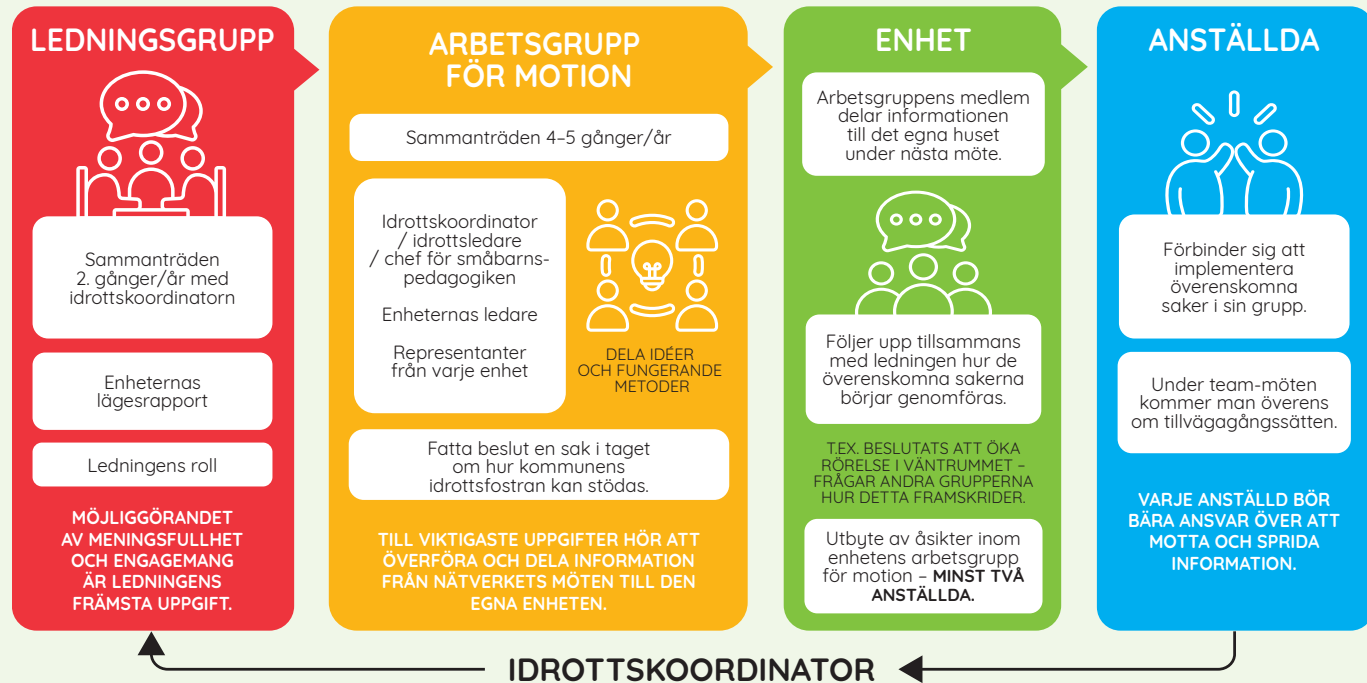 LEDNINGSGRUPP
Sammanträden
2. gånger/år med
idrottskoordinatorn
Enheternas
lägesrapport
Ledningens roll
MÖJLIGGÖRANDET
AV MENINGSFULLHET
OCH ENGAGEMANG
ÄR LEDNINGENS
FRÄMSTA UPPGIFT.
ARBETSGRUPP
FÖR MOTION
Sammanträden 4–5 gånger/år
Idrottskoordinator
/ idrottsledare
/ chef för småbarns-
pedagogiken
Enheternas ledare
Representanter
från varje enhet
DELA IDÉER
OCH FUNGERANDE
METODER
Fatta beslut en sak i taget
om hur kommunens
idrottsfostran kan stödas.
TILL VIKTIGASTE UPPGIFTER HÖR ATT
ÖVERFÖRA OCH DELA INFORMATION
FRÅN NÄTVERKETS MÖTEN TILL DEN
EGNA ENHETEN.
ENHET
Arbetsgruppens medlem
delar informationen
till det egna huset
under nästa möte.
Följer upp tillsammans
med ledningen hur de
överenskomna sakerna
börjar genomföras.
T.EX. BESLUTATS ATT ÖKA
RÖRELSE I VÄNTRUMMET –
FRÅGAR ANDRA GRUPPERNA
HUR DETTA FRAMSKRIDER.
Utbyte av åsikter inom
enhetens arbetsgrupp
för motion – MINST TVÅ
ANSTÄLLDA.
ANSTÄLLDA
Förbinder sig att
implementera
överenskomna
saker i sin grupp.
Under team-möten
kommer man överens
om tillvägagångssätten.
VARJE ANSTÄLLD BÖR
BÄRA ANSVAR ÖVER ATT
MOTTA OCH SPRIDA
INFORMATION.
IDROTTSKOORDINATOR